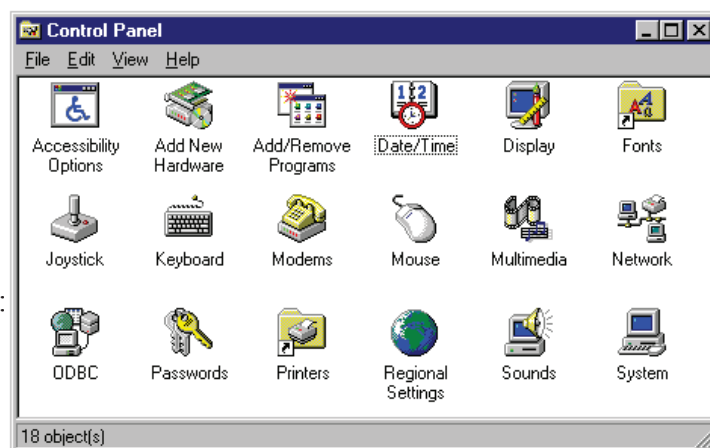 Control Panel
File Edit View Help
Accessibility Options
Add New Hardware
Add/Remove Programs
Date/Time
Display
Fonts
Joystick
Keyboard
Modems
Mouse
Multimedia
Network
:
ODBC
Passwords
Printers
Regional Settings
Sounds
System
18 object(s)